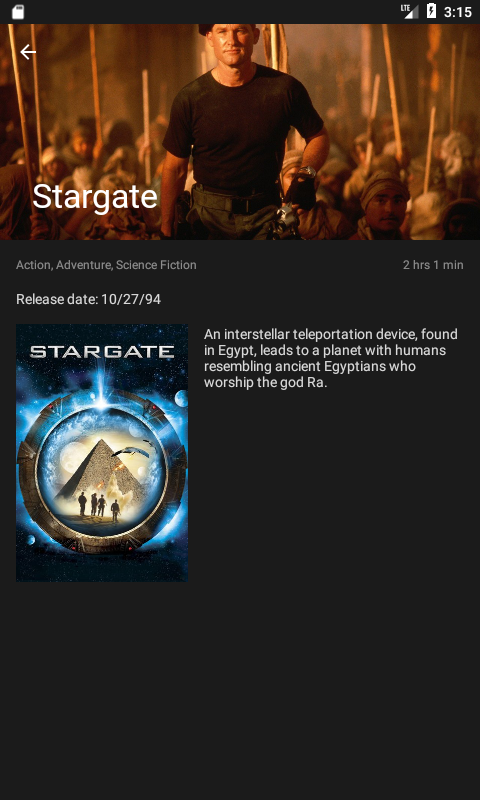 LTE 3:15
Stargate
Action, Adventure, Science Fiction 2 hrs 1 min
Release date: 10/27/94
STARGATE
An interstellar teleportation device, found
in Egypt, leads to a planet with humans
resembling ancient Egyptians who
worship the god Ra.